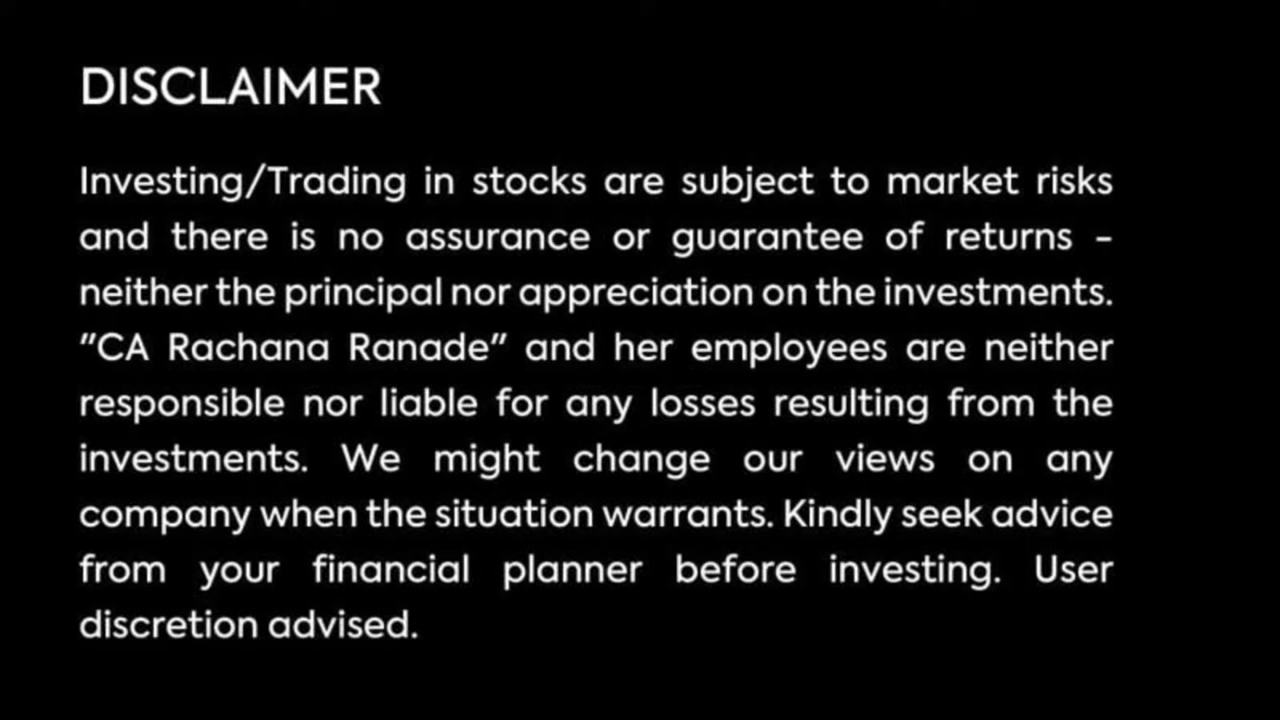 DISCLAIMER
Investing/Trading in stocks are subject to market risks
and there is no assurance or guarantee of returns -
neither the principal nor appreciation on the investments.
"CA Rachana Ranade" and her employees are neither
responsible nor liable for any losses resulting from the
investments. We might change our views on any
company when the situation warrants. Kindly seek advice
from your financial planner before investing. User
discretion advised.